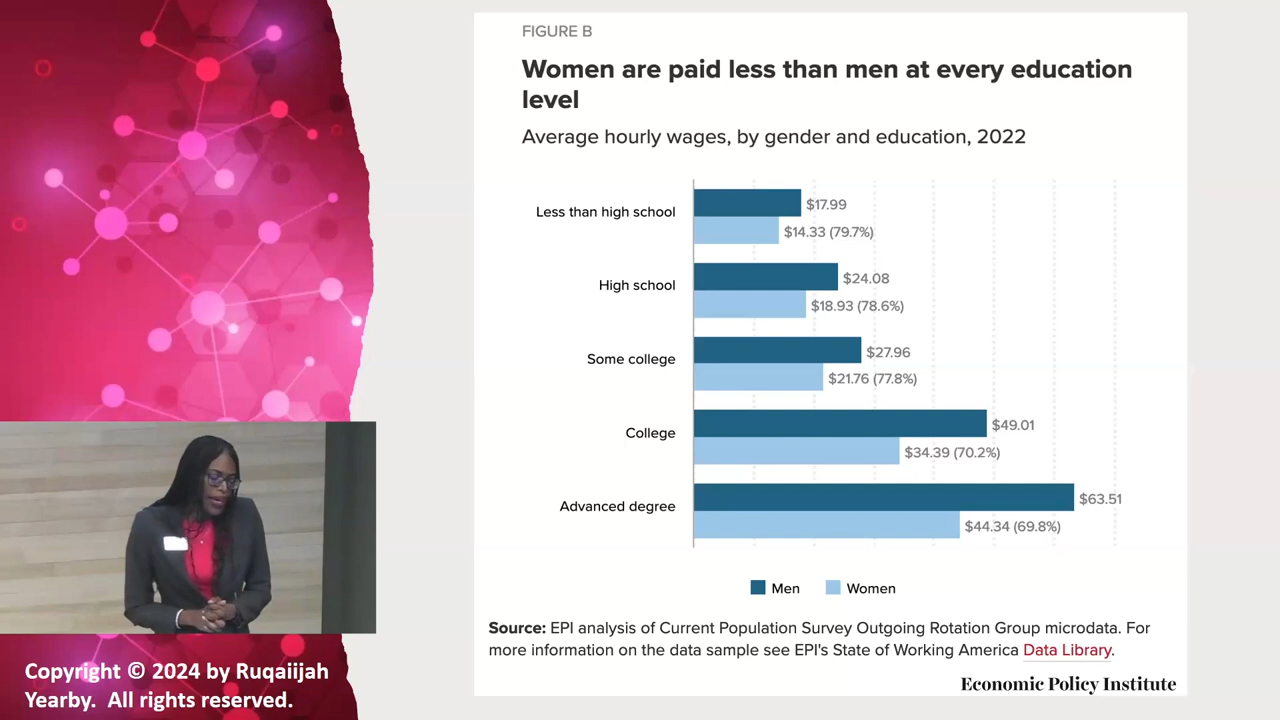 FIGURE B
Women are paid less than men at every education
level
Average hourly wages, by gender and education, 2022
Less than high school
$17.99
$14.33 (79.7%)
High school
$24.08
$18.93 (78.6%)
Some college
$27.96
$21.76 (77.8%)
College
$49.01
$34.39 (70.2%)
Advanced degree
$63.51
$44.34 (69.8%)
Men
Women
Source: EPI analysis of Current Population Survey Outgoing Rotation Group microdata. For
more information on the data sample see EPI's State of Working America Data Library.
Economic Policy Institute
Copyright © 2024 by Ruqaiijah
Yearby. All rights reserved.